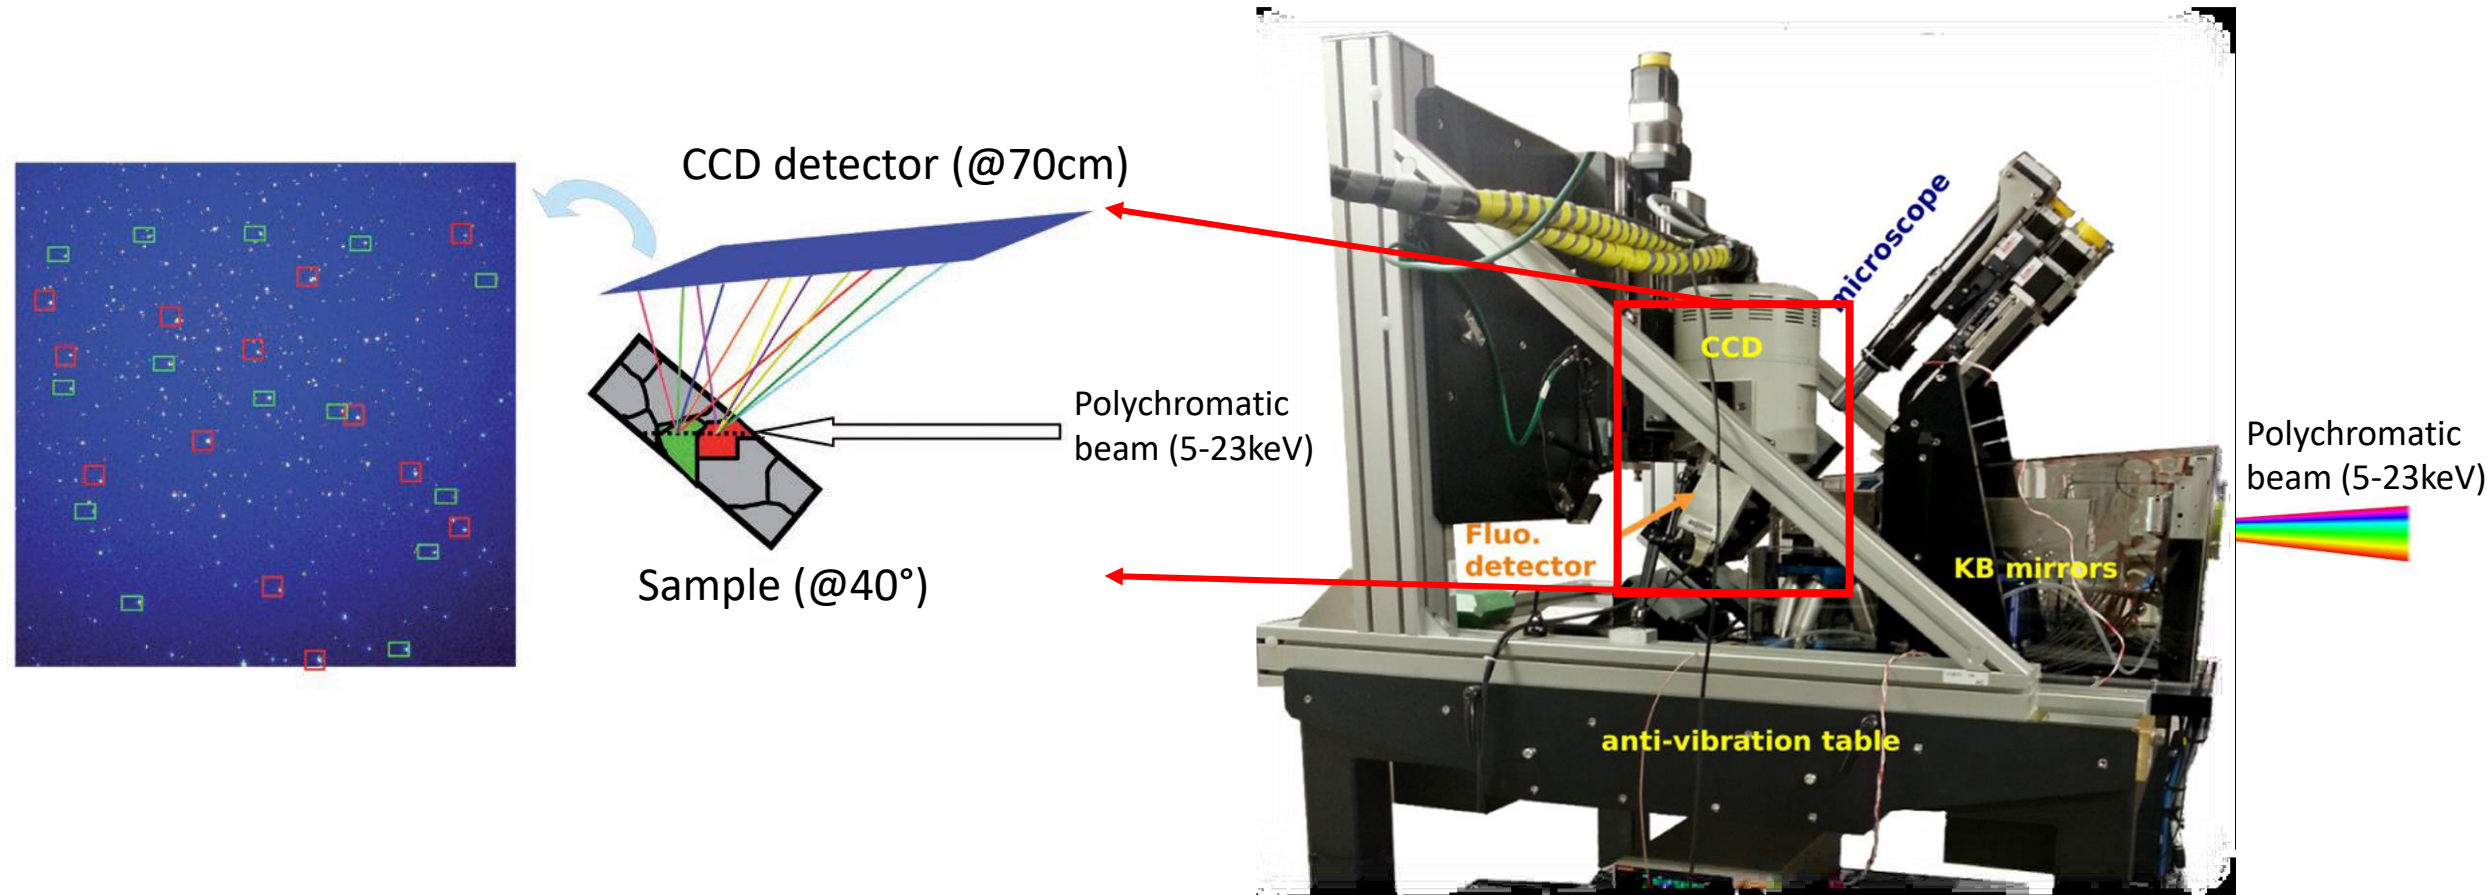 CCD detector (@70cm)
Polychromatic
beam (5-23keV)
Sample (@40°)
microscope
CCD
Fluo.
detector
KB mirrors
anti-vibration table
Polychromatic
beam (5-23keV)